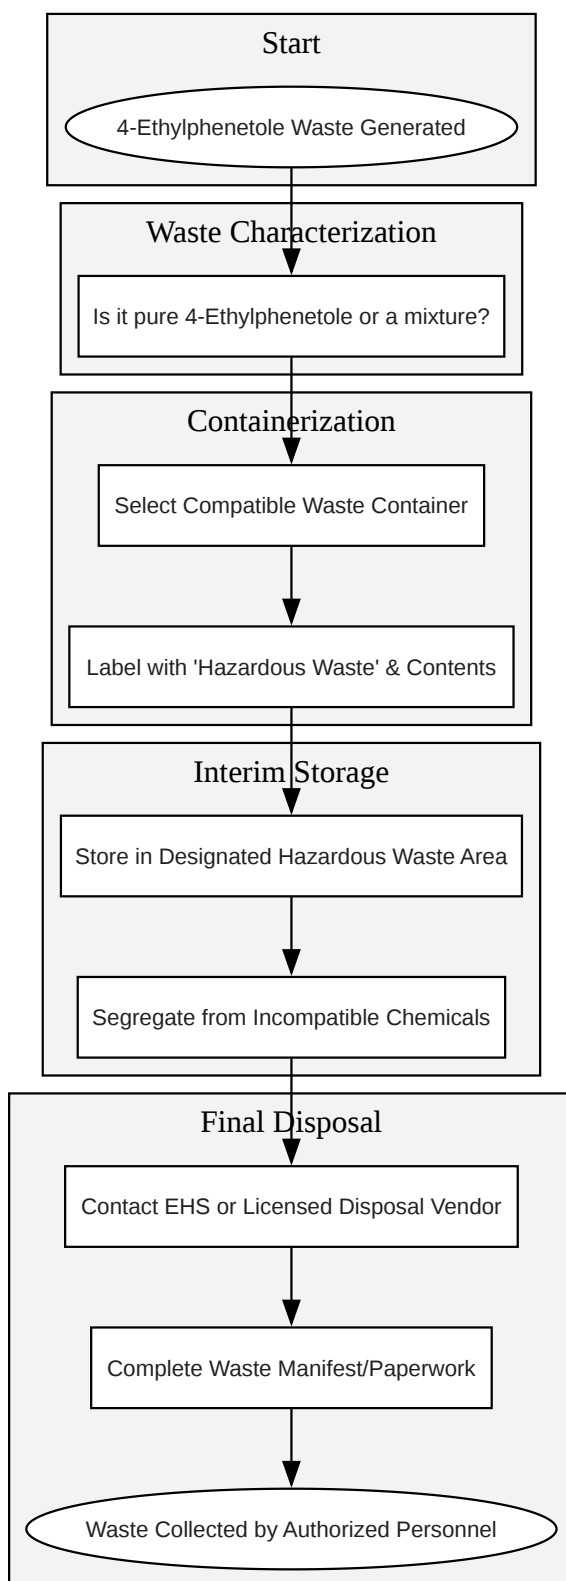 Start
4-Ethylphenetole Waste Generated
Waste Characterization
Is it pure 4-Ethylphenetole or a mixture?
Containerization
Select Compatible Waste Container
Label with 'Hazardous Waste' & Contents
Interim Storage
Store in Designated Hazardous Waste Area
Segregate from Incompatible Chemicals
Final Disposal
Contact EHS or Licensed Disposal Vendor
Complete Waste Manifest/Paperwork
Waste Collected by Authorized Personnel